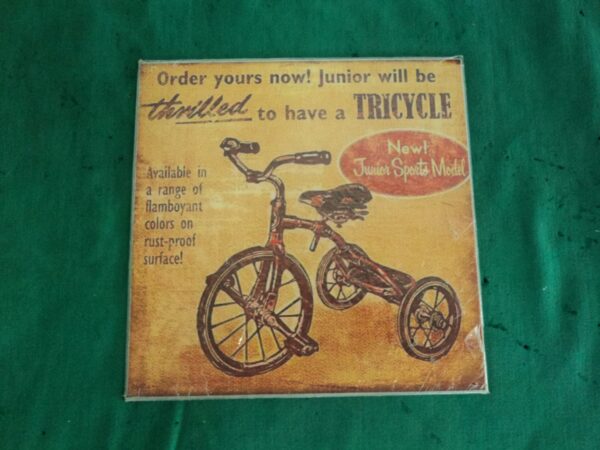 Order yours now! Junior will be
thrilled to have a TRICYCLE
New!
Junior Sports Model
Available in
a range of
flamboyant
colors on
rust-proof
surface!